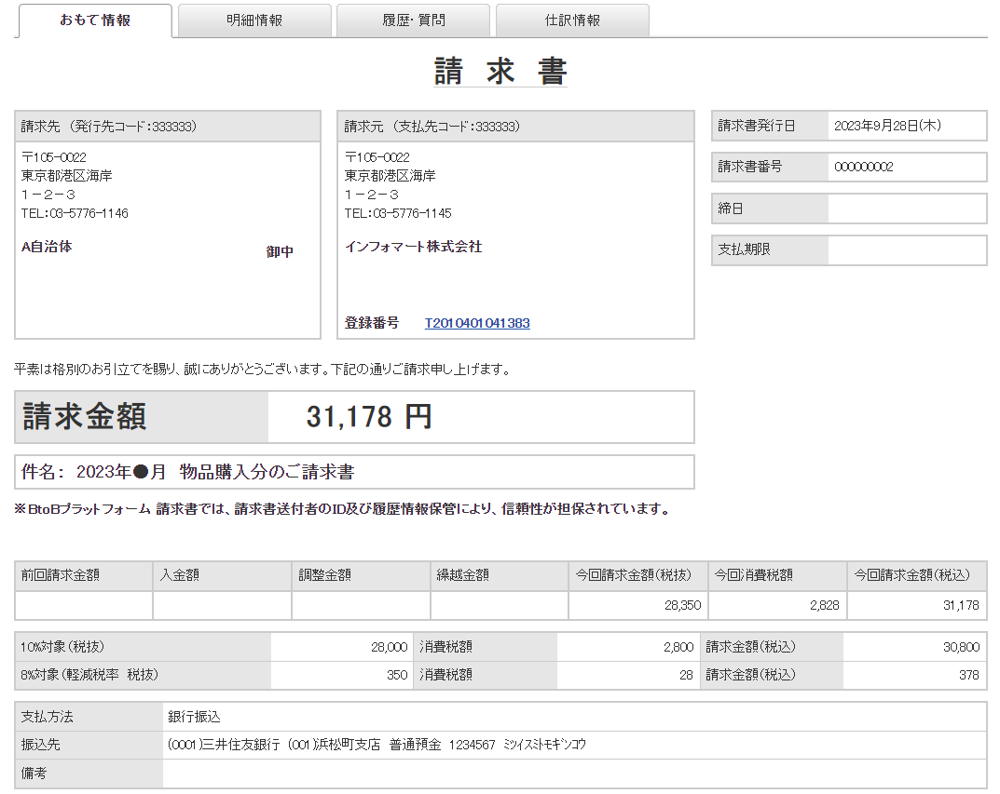 おもて情報
明細情報
履歴・質問
仕訳情報
請 求 書
請求先 (発行先コード:333333)
〒105-0022
東京都港区海岸
1-2-3
TEL:03-5776-1146
A自治体
御中
請求元 (支払先コード:333333)
〒105-0022
東京都港区海岸
1-2-3
TEL:03-5776-1145
インフォマート株式会社
登録番号 T2010401041383
請求書発行日 2023年9月28日(木)
請求書番号 000000002
締日
支払期限
平素は格別のお引立てを賜り、誠にありがとうございます。下記の通りご請求申し上げます。
請求金額 31,178 円
件名: 2023年●月 物品購入分のご請求書
※BtoBプラットフォーム 請求書では、請求書送付者のID及び履歴情報保管により、信頼性が担保されています。
前回請求金額 入金額 調整金額 繰越金額 今回請求金額(税抜) 今回消費税額 今回請求金額(税込)
28,350 2,828 31,178
10%対象(税抜) 28,000 消費税額 2,800 請求金額(税込) 30,800
8%対象(軽減税率 税抜) 350 消費税額 28 請求金額(税込) 378
支払方法 銀行振込
振込先 (0001)三井住友銀行 (001)浜松町支店 普通預金 1234567 ミツイスミトモギンコウ
備考